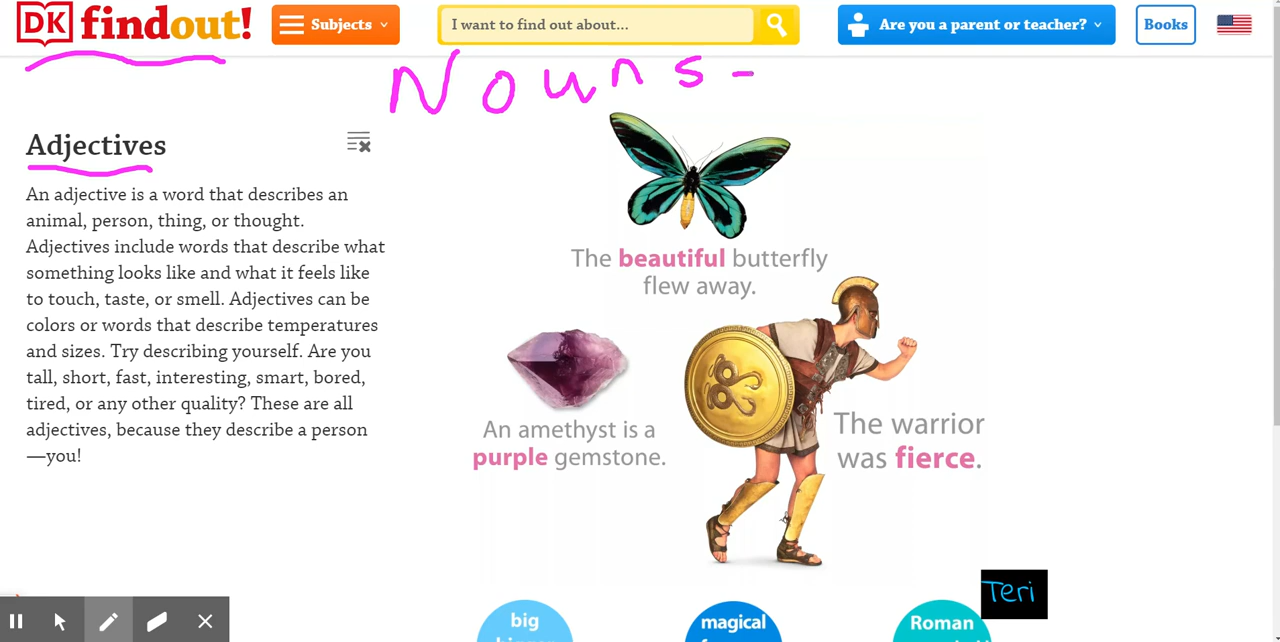 DK findout!
Subjects
I want to find out about...
Are you a parent or teacher?
Books
Nouns-
Adjectives
An adjective is a word that describes an
animal, person, thing, or thought.
Adjectives include words that describe what
something looks like and what it feels like
to touch, taste, or smell. Adjectives can be
colors or words that describe temperatures
and sizes. Try describing yourself. Are you
tall, short, fast, interesting, smart, bored,
tired, or any other quality? These are all
adjectives, because they describe a person
—you!
The beautiful butterfly
flew away.
An amethyst is a
purple gemstone.
The warrior
was fierce.
Teri
big
magical
Roman